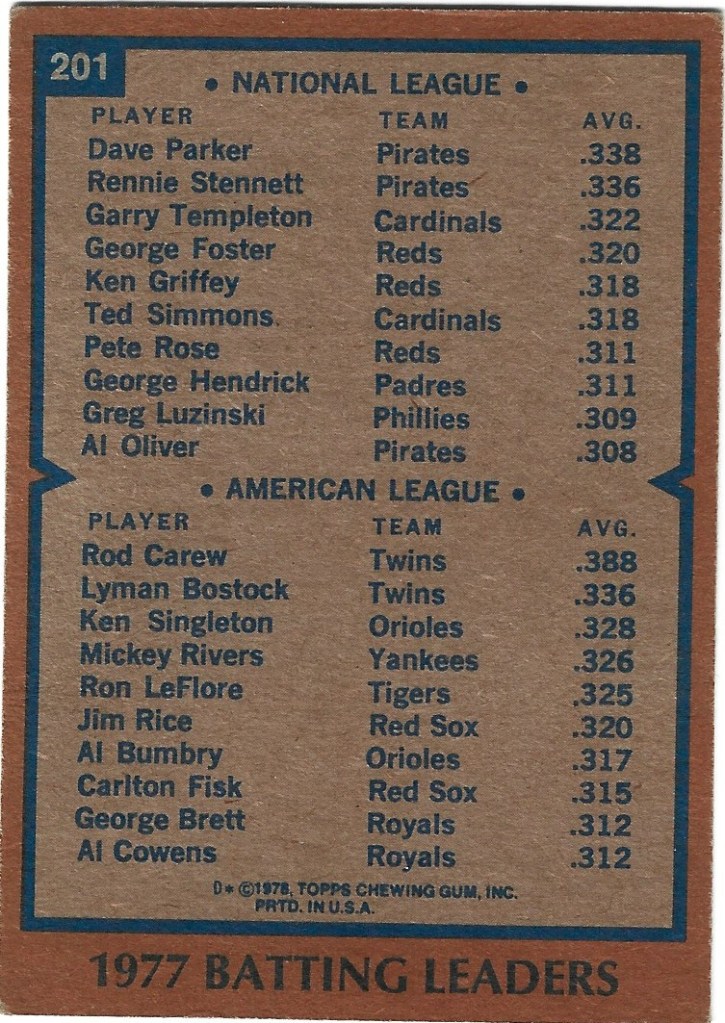 201
• NATIONAL LEAGUE •
PLAYER TEAM AVG.
Dave Parker Pirates .338
Rennie Stennett Pirates .336
Garry Templeton Cardinals .322
George Foster Reds .320
Ken Griffey Reds .318
Ted Simmons Cardinals .318
Pete Rose Reds .311
George Hendrick Padres .311
Greg Luzinski Phillies .309
Al Oliver Pirates .308
• AMERICAN LEAGUE •
PLAYER TEAM AVG.
Rod Carew Twins .388
Lyman Bostock Twins .336
Ken Singleton Orioles .328
Mickey Rivers Yankees .326
Ron LeFlore Tigers .325
Jim Rice Red Sox .320
Al Bumbry Orioles .317
Carlton Fisk Red Sox .315
George Brett Royals .312
Al Cowens Royals .312
D* ©1978, TOPPS CHEWING GUM, INC.
PRTD. IN U.S.A.
1977 BATTING LEADERS